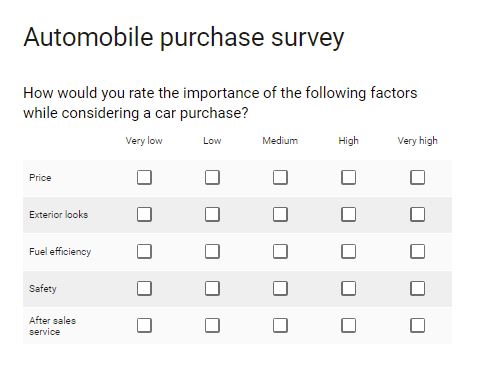 Automobile purchase survey
How would you rate the importance of the following factors
while considering a car purchase?
Very low Low Medium High Very high
Price
Exterior looks
Fuel efficiency
Safety
After sales
service